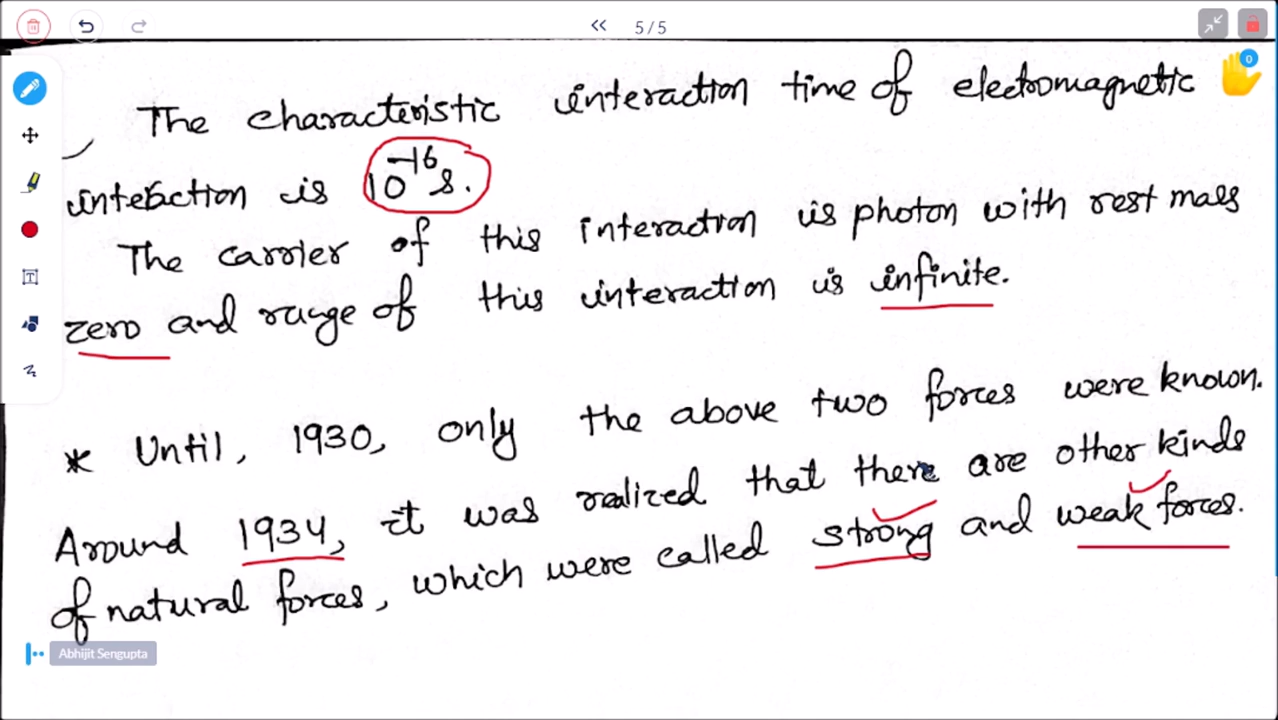 5/5
0
The characteristic interaction time of electromagnetic
interaction is 10⁻¹⁶s.
The carrier of this interaction is photon with rest mass
zero and range of this interaction is infinite.
* Until, 1930, only the above two forces were known.
Around 1934, it was realized that there are other kinds
of natural forces, which were called strong and weak forces.
Abhijit Sengupta